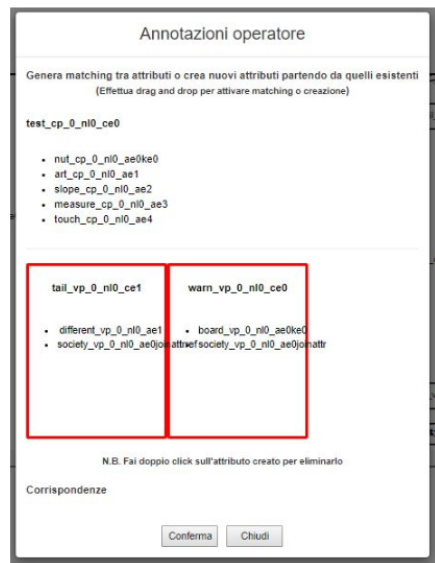 Annotazioni operatore
Genera matching tra attributi o crea nuovi attributi partendo da quelli esistenti
(Effettua drag and drop per attivare matching o creazione)
test_cp_0_nl0_ce0
nut_cp_0_nl0_ae0ke0
art_cp_0_nl0_ae1
slope_cp_0_nl0_ae2
measure_cp_0_nl0_ae3
touch_cp_0_nl0_ae4
tail_vp_0_nl0_ce1
different_vp_0_nl0_ae1
society_vp_0_nl0_ae0joinattrref
warn_vp_0_nl0_ce0
board_vp_0_nl0_ae0ke0
society_vp_0_nl0_ae0joinattr
N.B. Fai doppio click sull'attributo creato per eliminarlo
Corrispondenze
Conferma
Chiudi